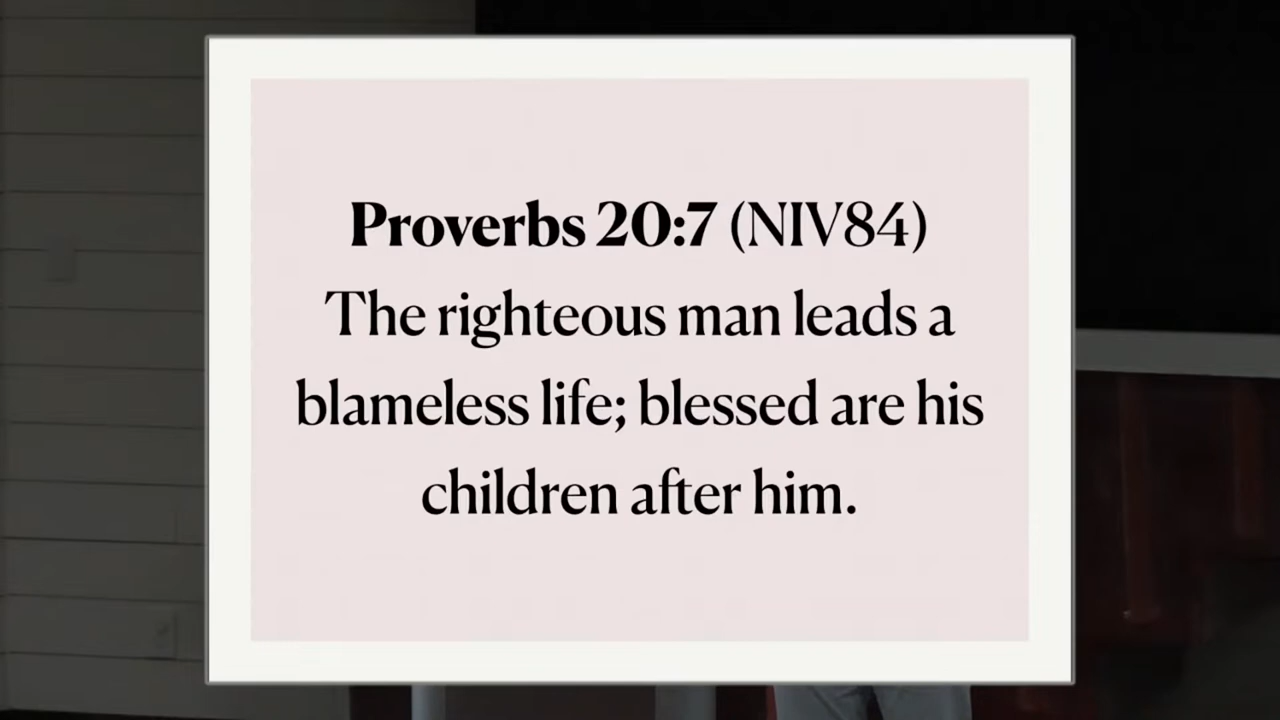 Proverbs 20:7 (NIV84)
The righteous man leads a
blameless life; blessed are his
children after him.